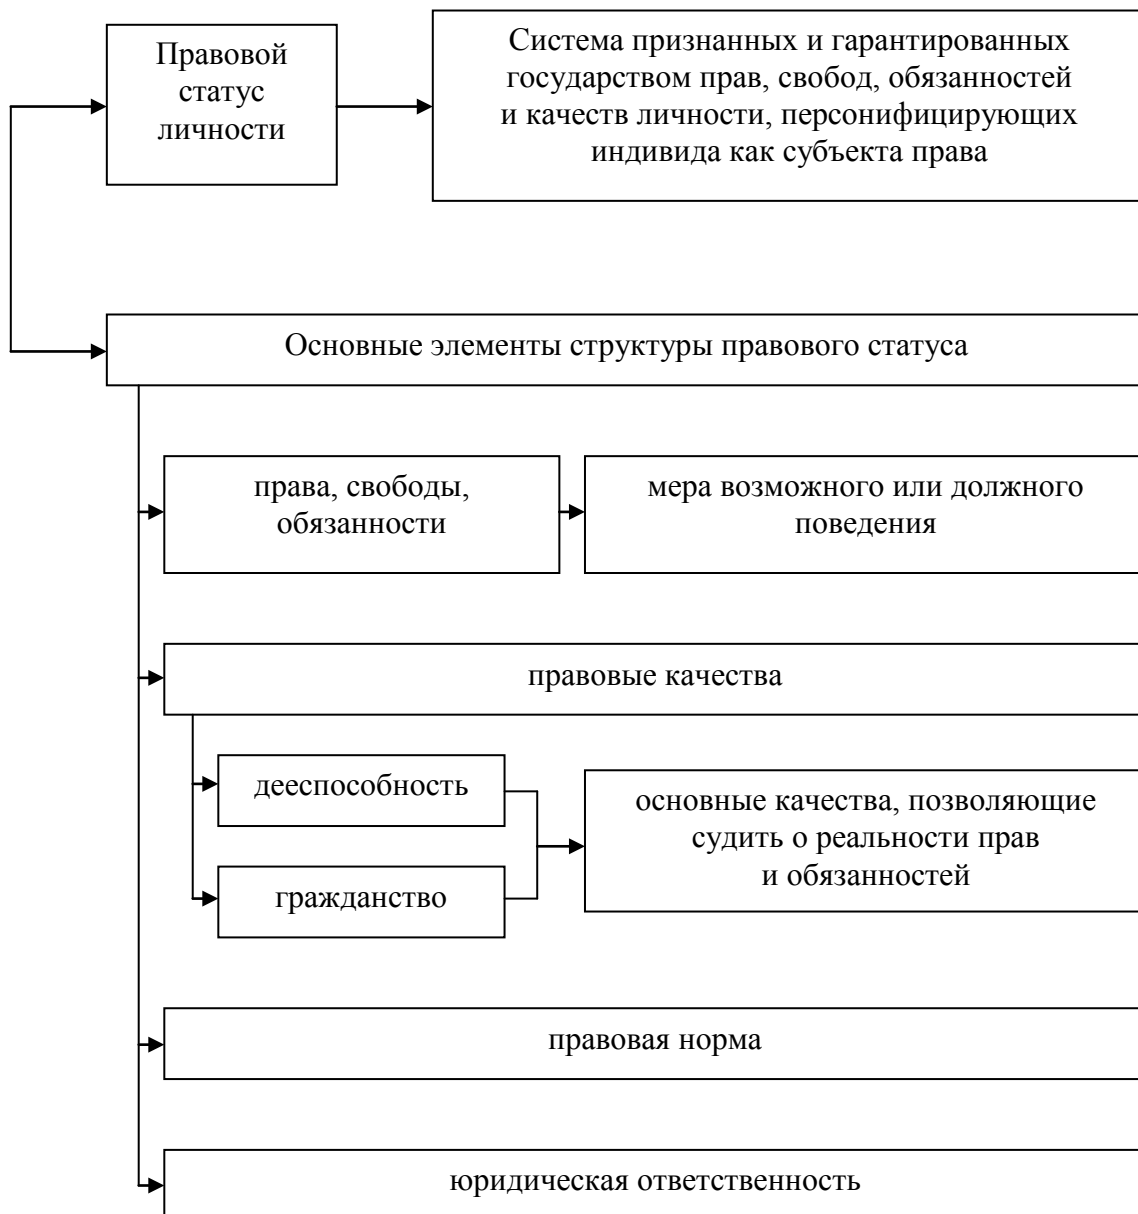 Правовой
статус
личности
Система признанных и гарантированных
государством прав, свобод, обязанностей
и качеств личности, персонифицирующих
индивида как субъекта права
Основные элементы структуры правового статуса
права, свободы,
обязанности
мера возможного или должного
поведения
правовые качества
дееспособность
гражданство
основные качества, позволяющие
судить о реальности прав
и обязанностей
правовая норма
юридическая ответственность